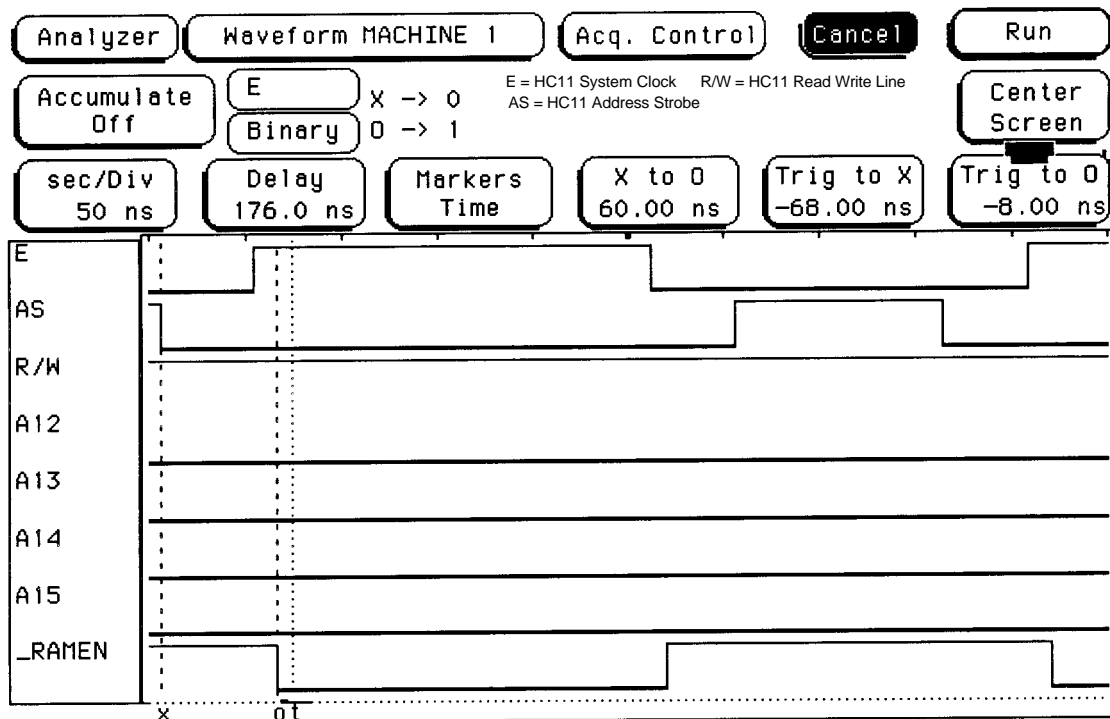 Analyzer Waveform MACHINE 1 Acq. Control Cancel Run
Accumulate Off
E X -> 0
Binary O -> 1
E = HC11 System Clock R/W = HC11 Read Write Line
AS = HC11 Address Strobe
Center Screen
sec/Div 50 ns
Delay 176.0 ns
Markers Time
X to O 60.00 ns
Trig to X -68.00 ns
Trig to O -8.00 ns
E
AS
R/W
A12
A13
A14
A15
_RAMEN
x o t